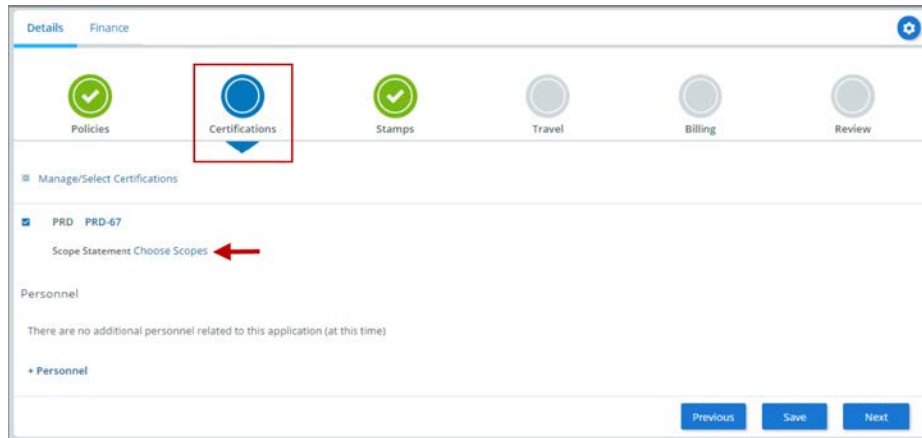 Details Finance
Policies Certifications Stamps Travel Billing Review
Manage/Select Certifications
PRD PRD-67
Scope Statement Choose Scopes
Personnel
There are no additional personnel related to this application (at this time)
+ Personnel
Previous Save Next